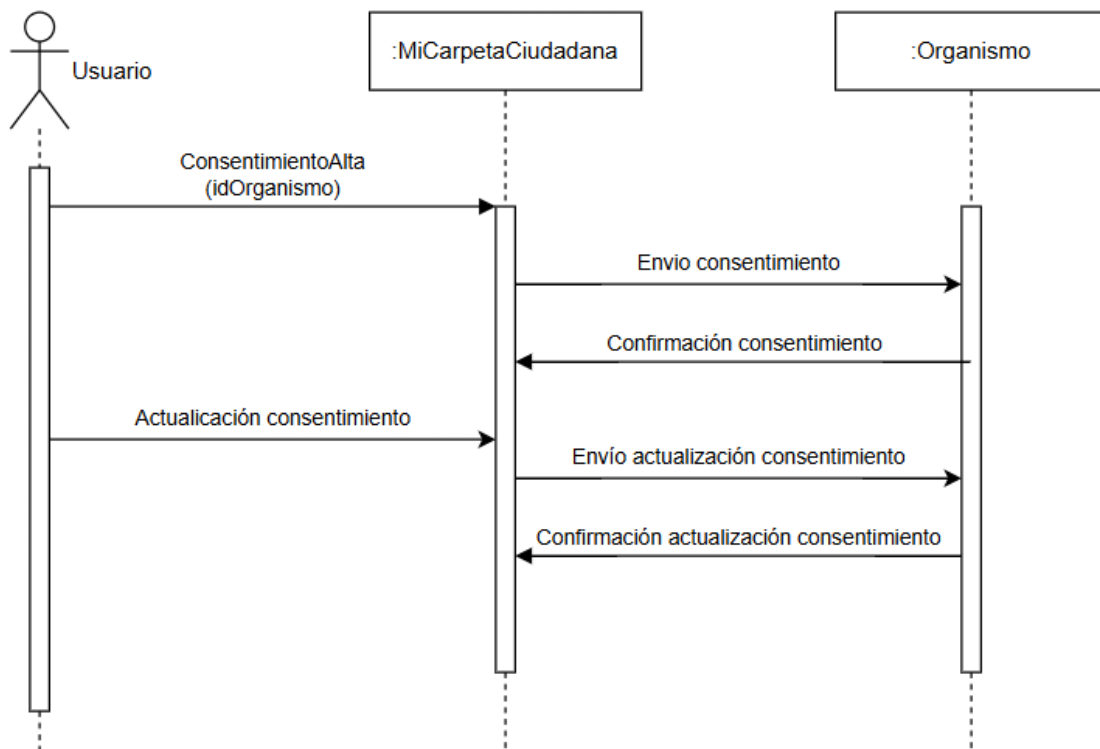 Usuario
:MiCarpetaCiudadana
:Organismo
ConsentimientoAlta
(idOrganismo)
Envio consentimiento
Confirmación consentimiento
Actualicación consentimiento
Envío actualización consentimiento
Confirmación actualización consentimiento